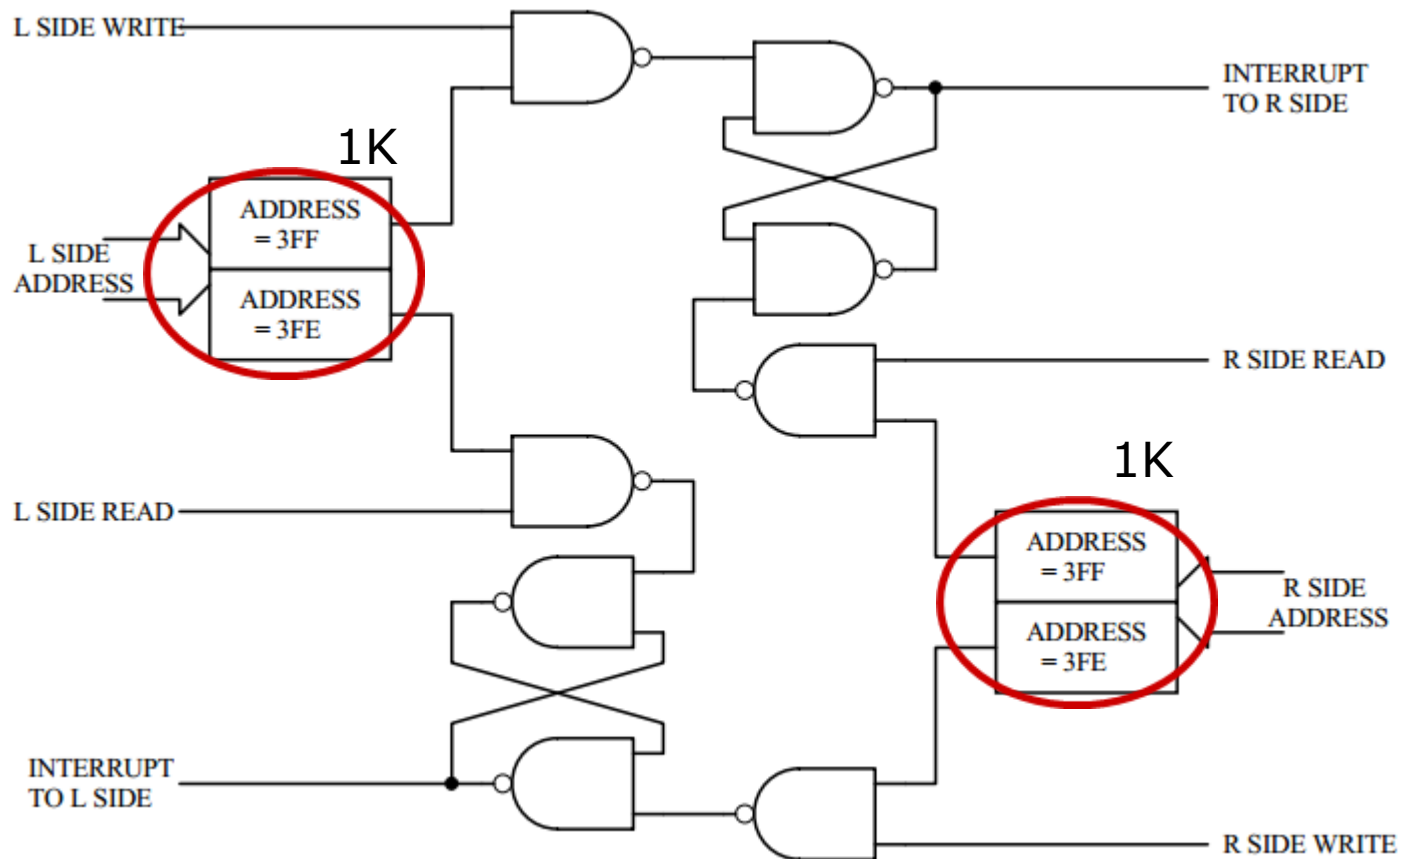 L SIDE WRITE
INTERRUPT
TO R SIDE
1K
ADDRESS
= 3FF
L SIDE
ADDRESS
ADDRESS
= 3FE
R SIDE READ
1K
L SIDE READ
ADDRESS
= 3FF
R SIDE
ADDRESS
ADDRESS
= 3FE
INTERRUPT
TO L SIDE
R SIDE WRITE